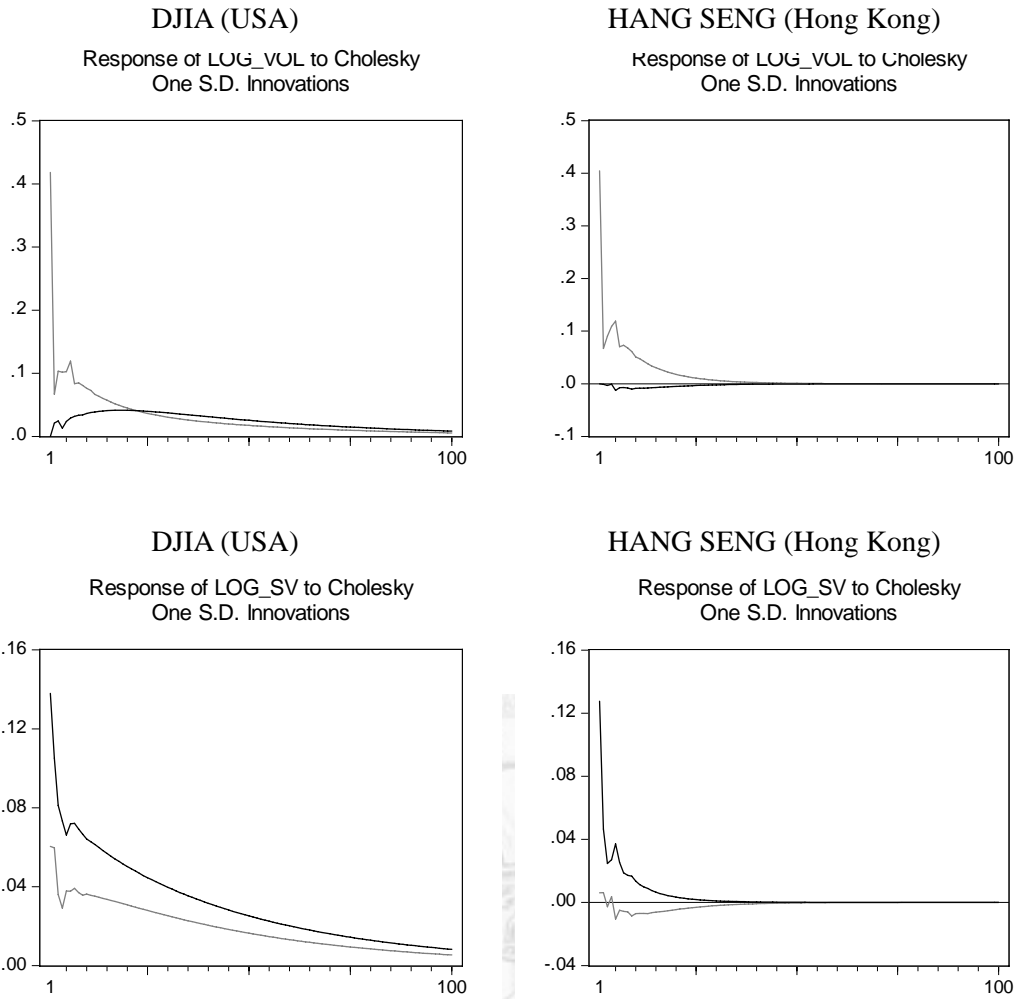 DJIA (USA)
Response of LOG_VOL to Cholesky
One S.D. Innovations
.5
.4
.3
.2
.1
.0
1
100
HANG SENG (Hong Kong)
Response of LOG_VOL to Cholesky
One S.D. Innovations
.5
.4
.3
.2
.1
.0
-.1
1
100
DJIA (USA)
Response of LOG_SV to Cholesky
One S.D. Innovations
.16
.12
.08
.04
.00
1
100
HANG SENG (Hong Kong)
Response of LOG_SV to Cholesky
One S.D. Innovations
.16
.12
.08
.04
.00
-.04
1
100